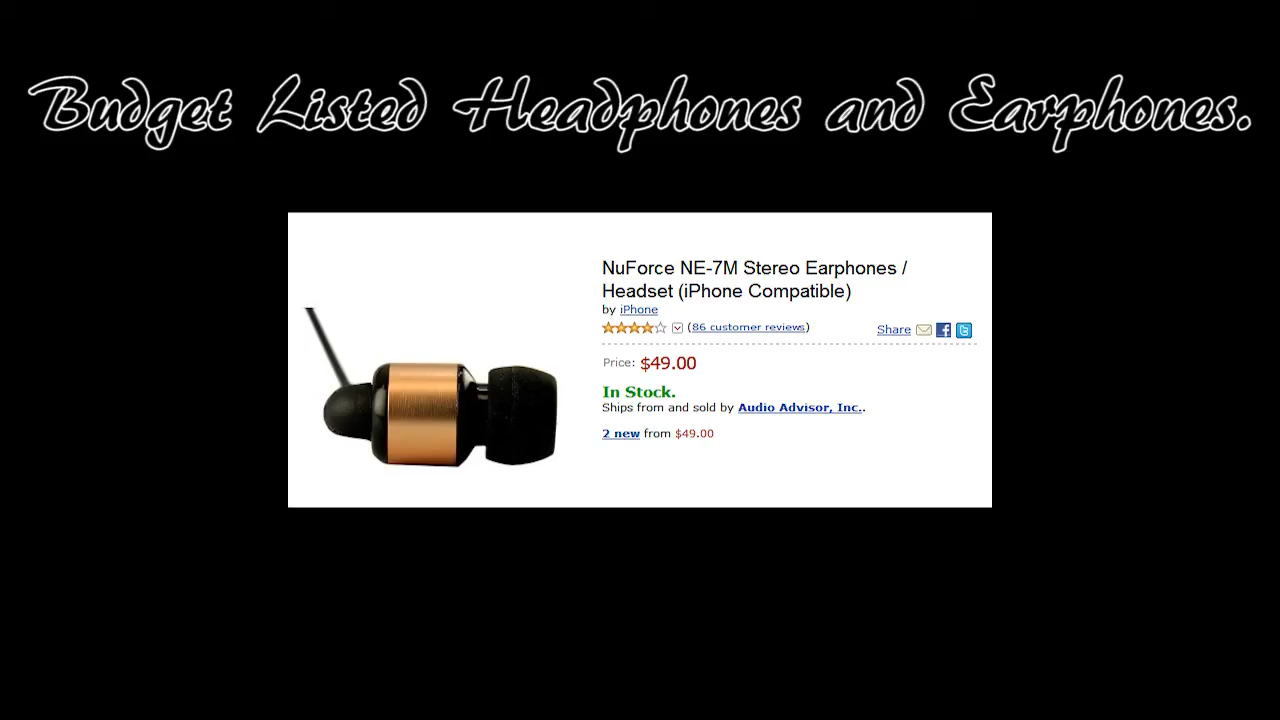 Budget Listed Headphones and Earphones.
NuForce NE-7M Stereo Earphones /
Headset (iPhone Compatible)
by iPhone
(86 customer reviews)
Share
Price: $49.00
In Stock.
Ships from and sold by Audio Advisor, Inc..
2 new from $49.00